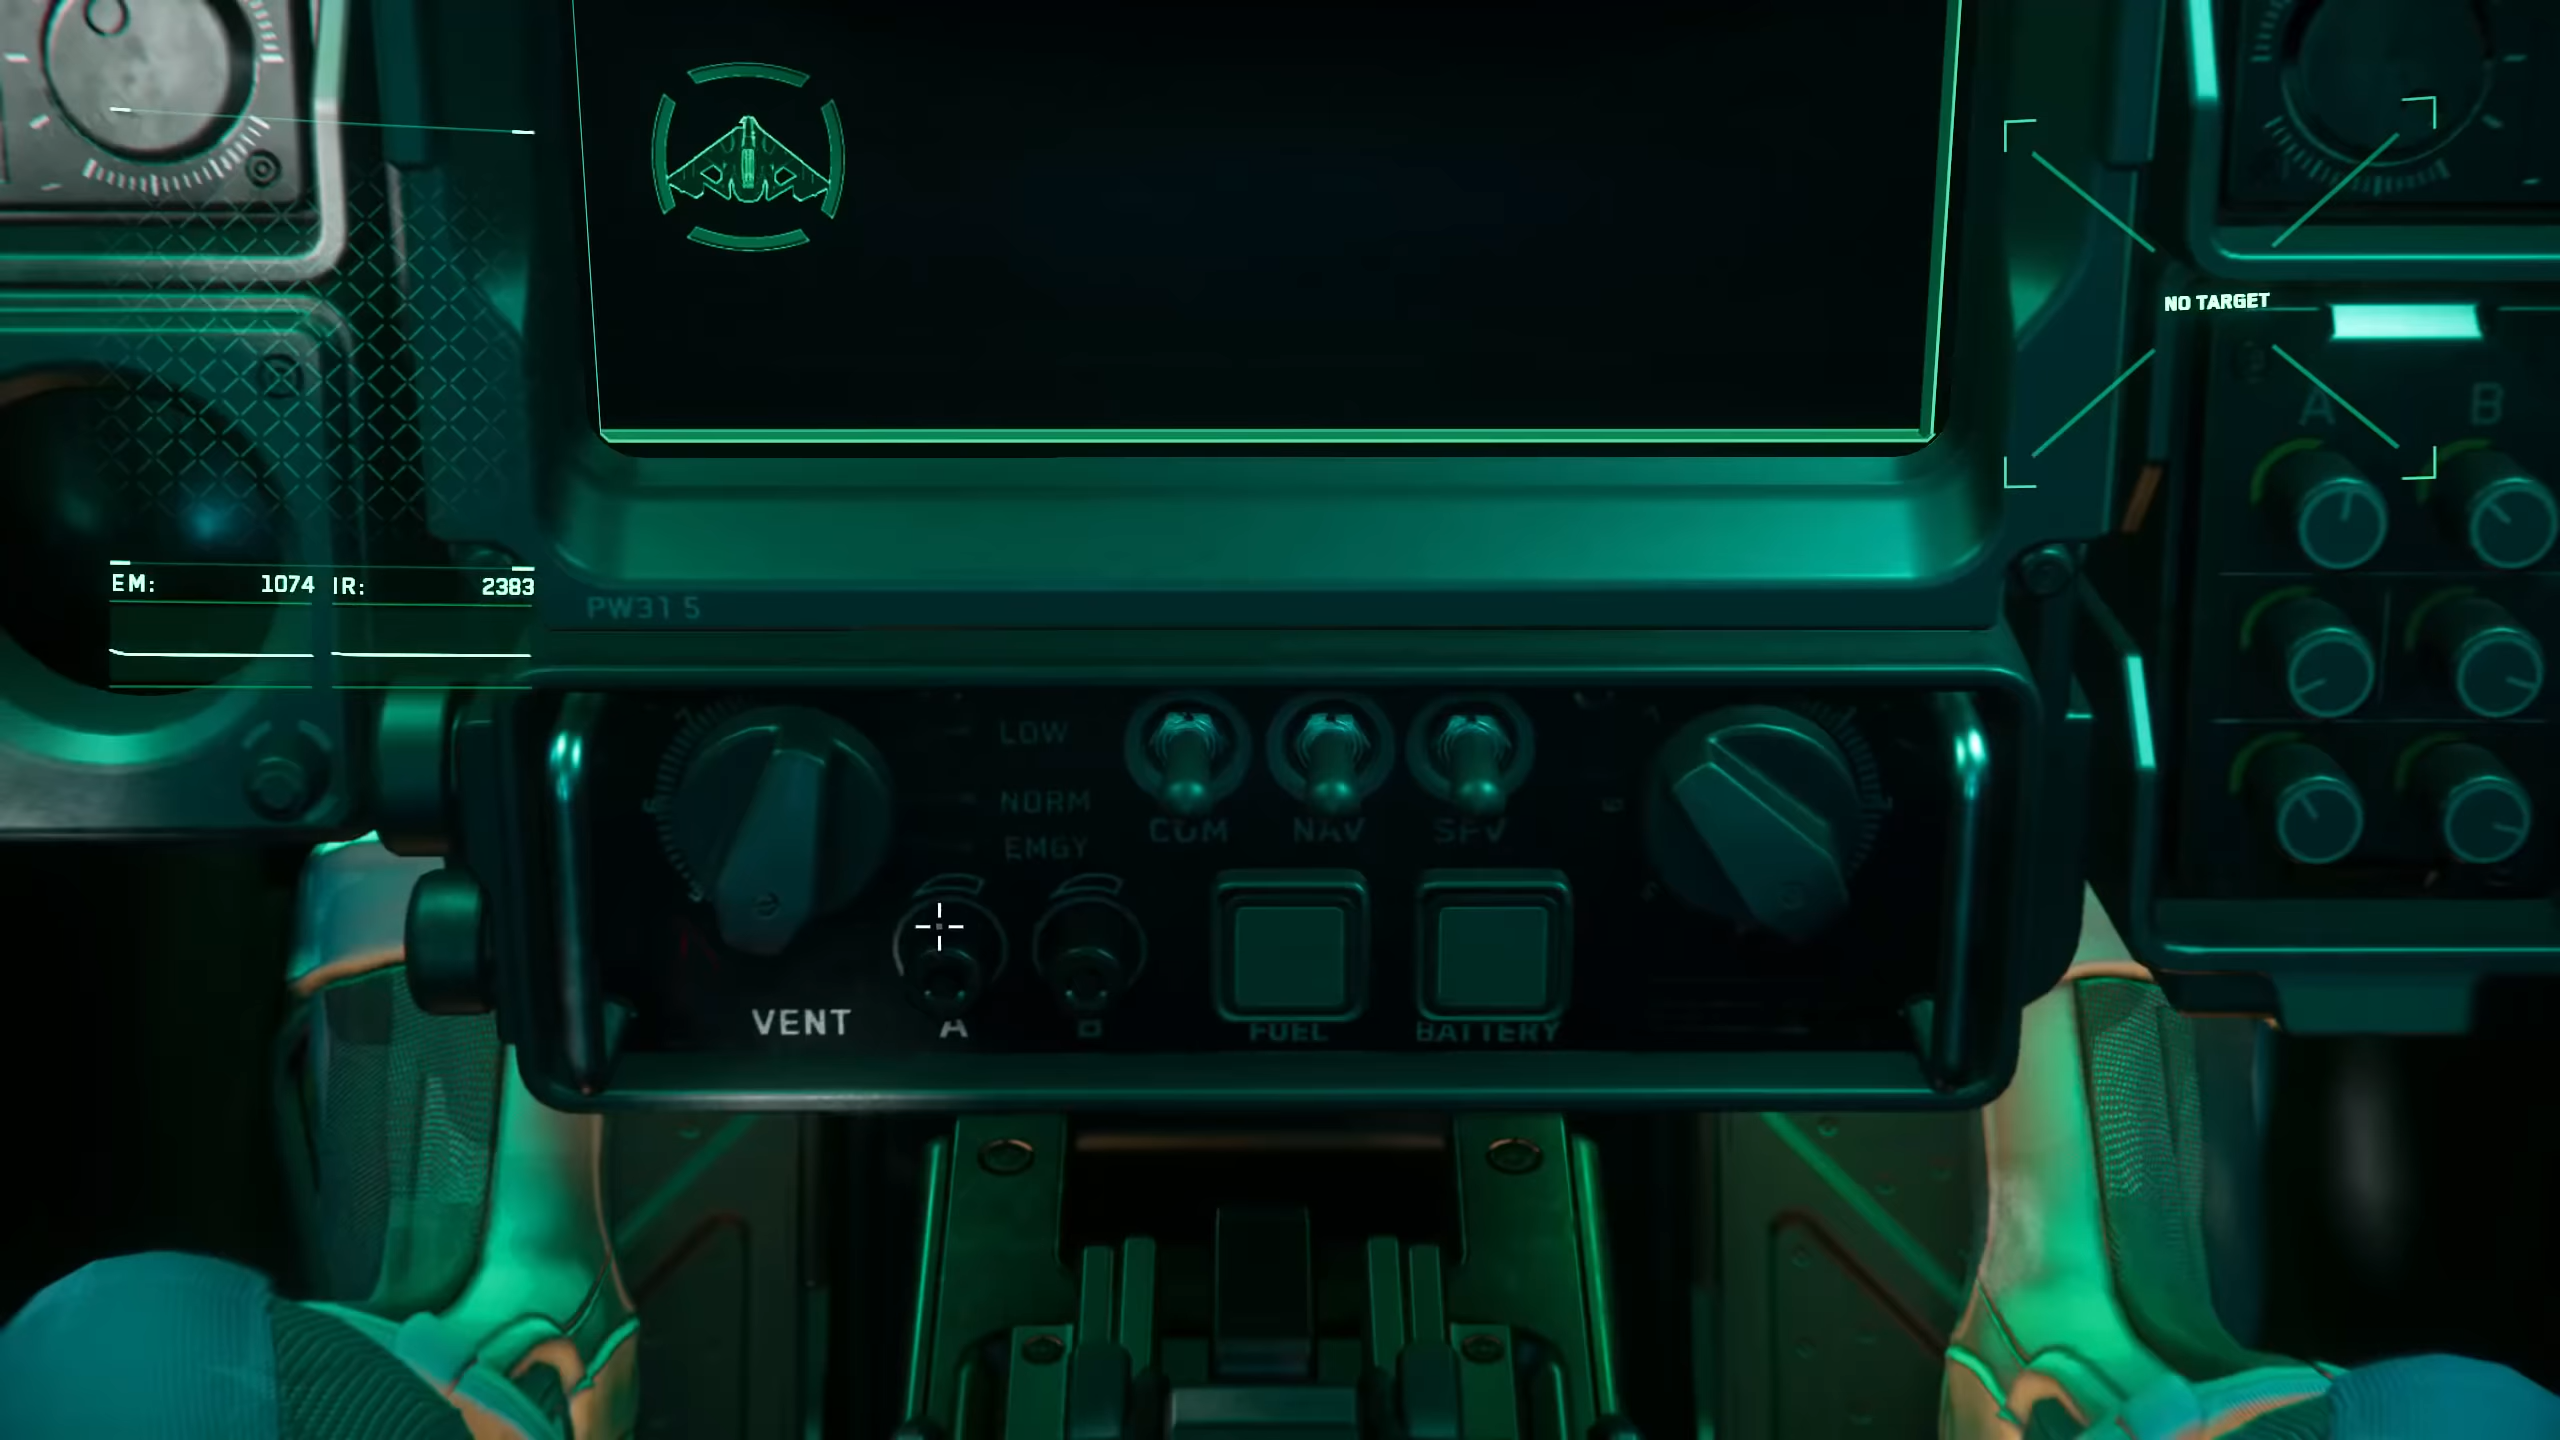 NO TARGET
A B
EM: 1074 IR: 2383
PW31 5
LOW
NORM
EMGY
COM NAV
VENT A B FUEL BATTERY